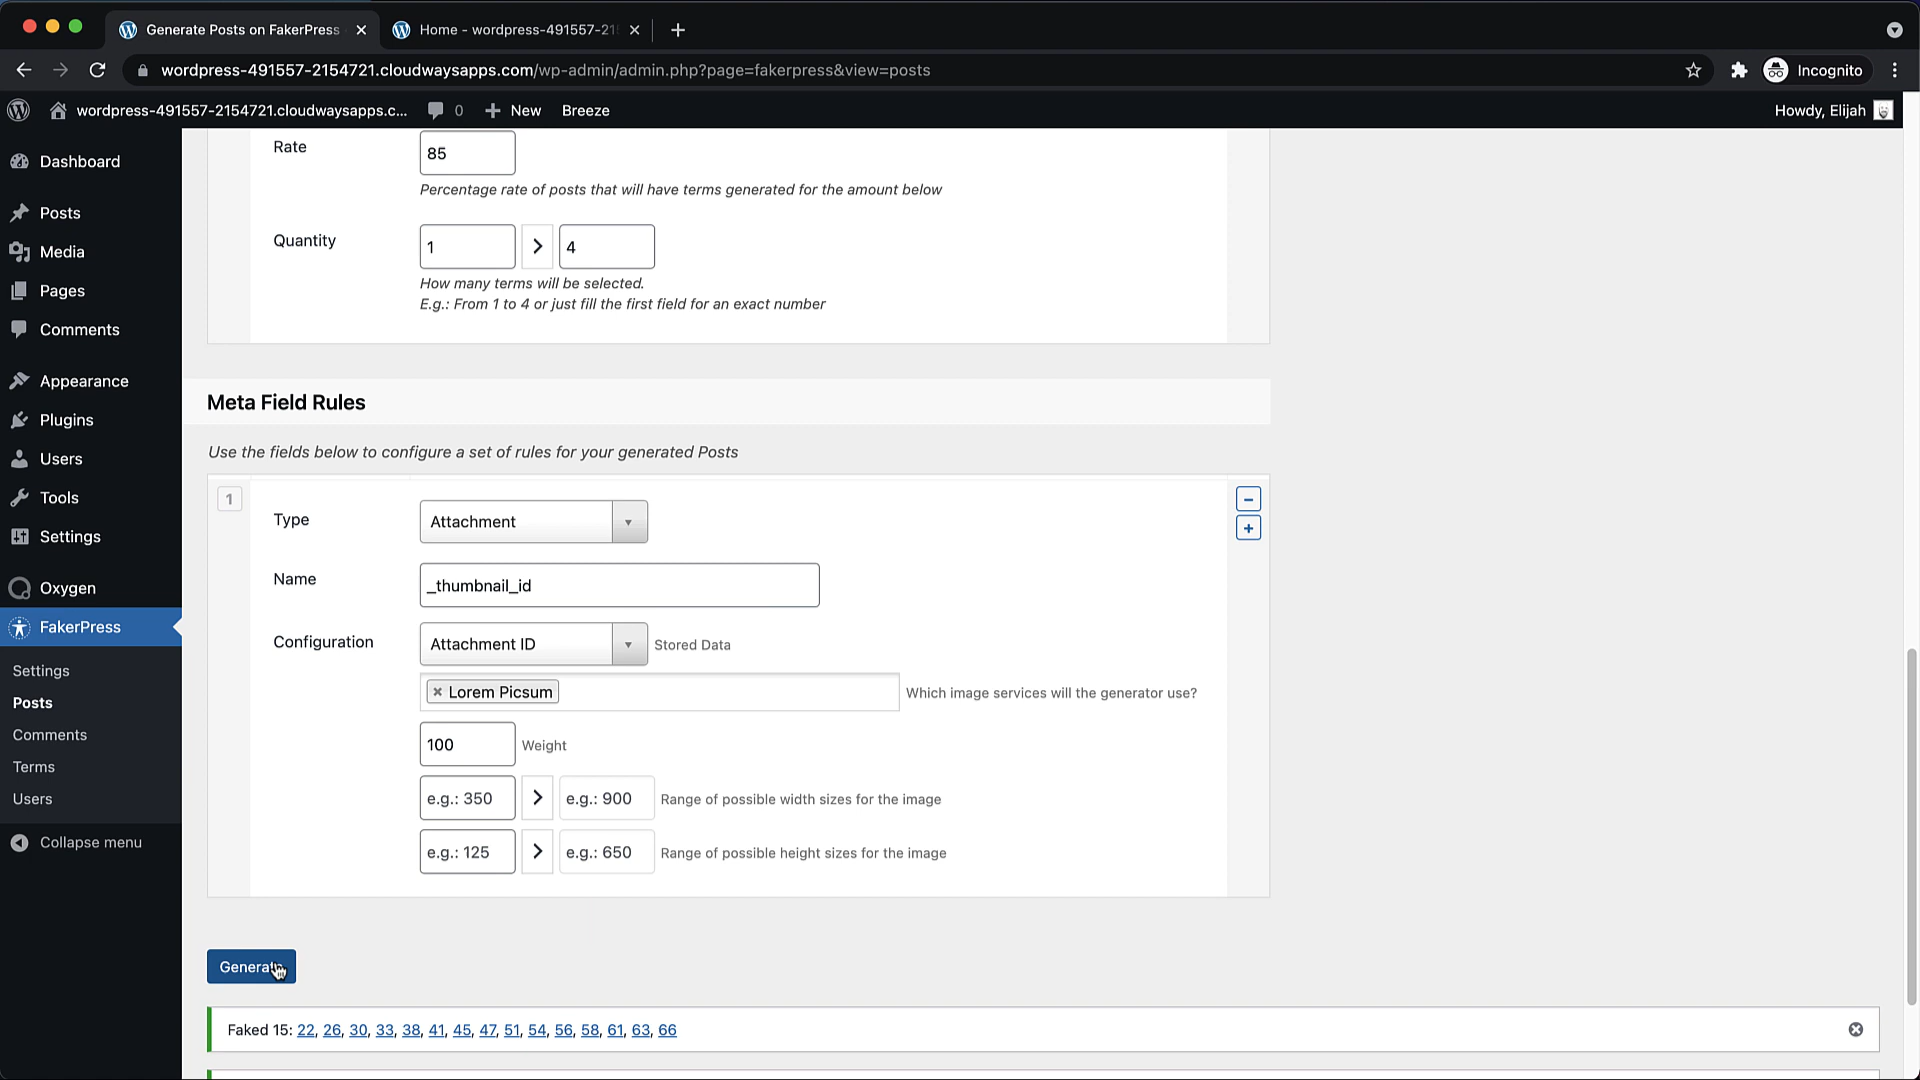 Generate Posts on FakerPress
Home - wordpress-491557-21
wordpress-491557-2154721.cloudwaysapps.com/wp-admin/admin.php?page=fakerpress&view=posts
Incognito
wordpress-491557-2154721.cloudwaysapps.c...
0
New
Breeze
Howdy, Elijah
Dashboard
Posts
Media
Pages
Comments
Appearance
Plugins
Users
Tools
Settings
Oxygen
FakerPress
Settings
Posts
Comments
Terms
Users
Collapse menu
Rate
85
Percentage rate of posts that will have terms generated for the amount below
Quantity
1
4
How many terms will be selected.
E.g.: From 1 to 4 or just fill the first field for an exact number
Meta Field Rules
Use the fields below to configure a set of rules for your generated Posts
1
Type
Attachment
Name
_thumbnail_id
Configuration
Attachment ID
Stored Data
× Lorem Picsum
Which image services will the generator use?
100
Weight
e.g.: 350
e.g.: 900
Range of possible width sizes for the image
e.g.: 125
e.g.: 650
Range of possible height sizes for the image
Generate
Faked 15: 22, 26, 30, 33, 38, 41, 45, 47, 51, 54, 56, 58, 61, 63, 66